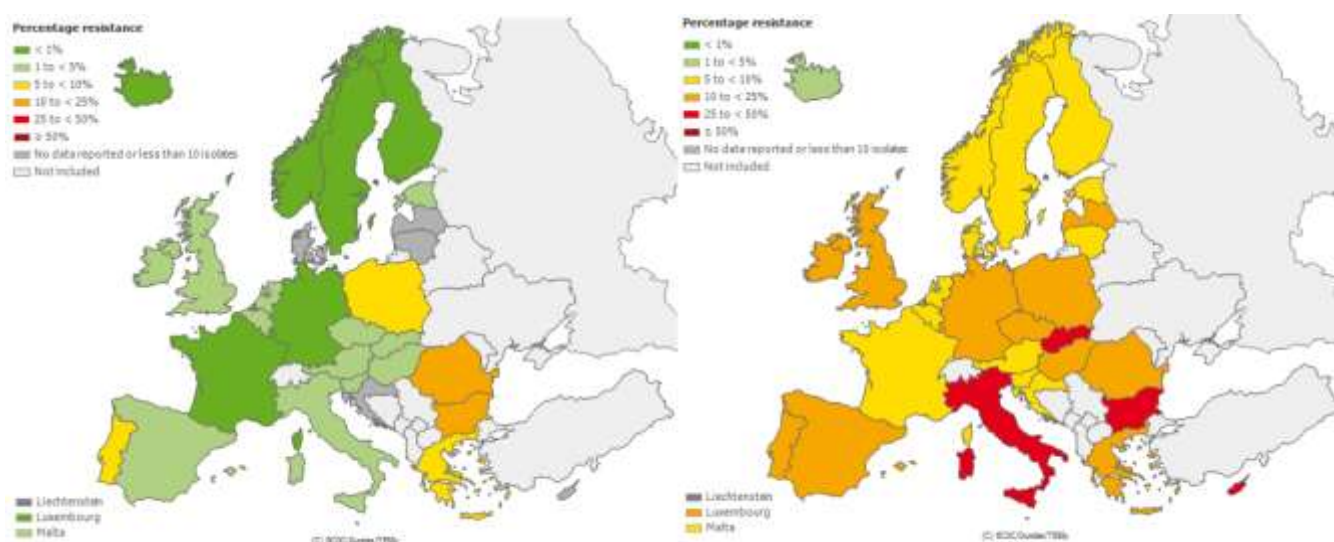 Percentage resistance
< 1%
1 to < 5%
5 to < 10%
10 to < 25%
25 to < 50%
≥ 50%
No data reported or less than 10 isolates
Not included
Liechtenstein
Luxembourg
Malta
Percentage resistance
< 1%
1 to < 5%
5 to < 10%
10 to < 25%
25 to < 50%
≥ 50%
No data reported or less than 10 isolates
Not included
Liechtenstein
Luxembourg
Malta
(C) ECDC